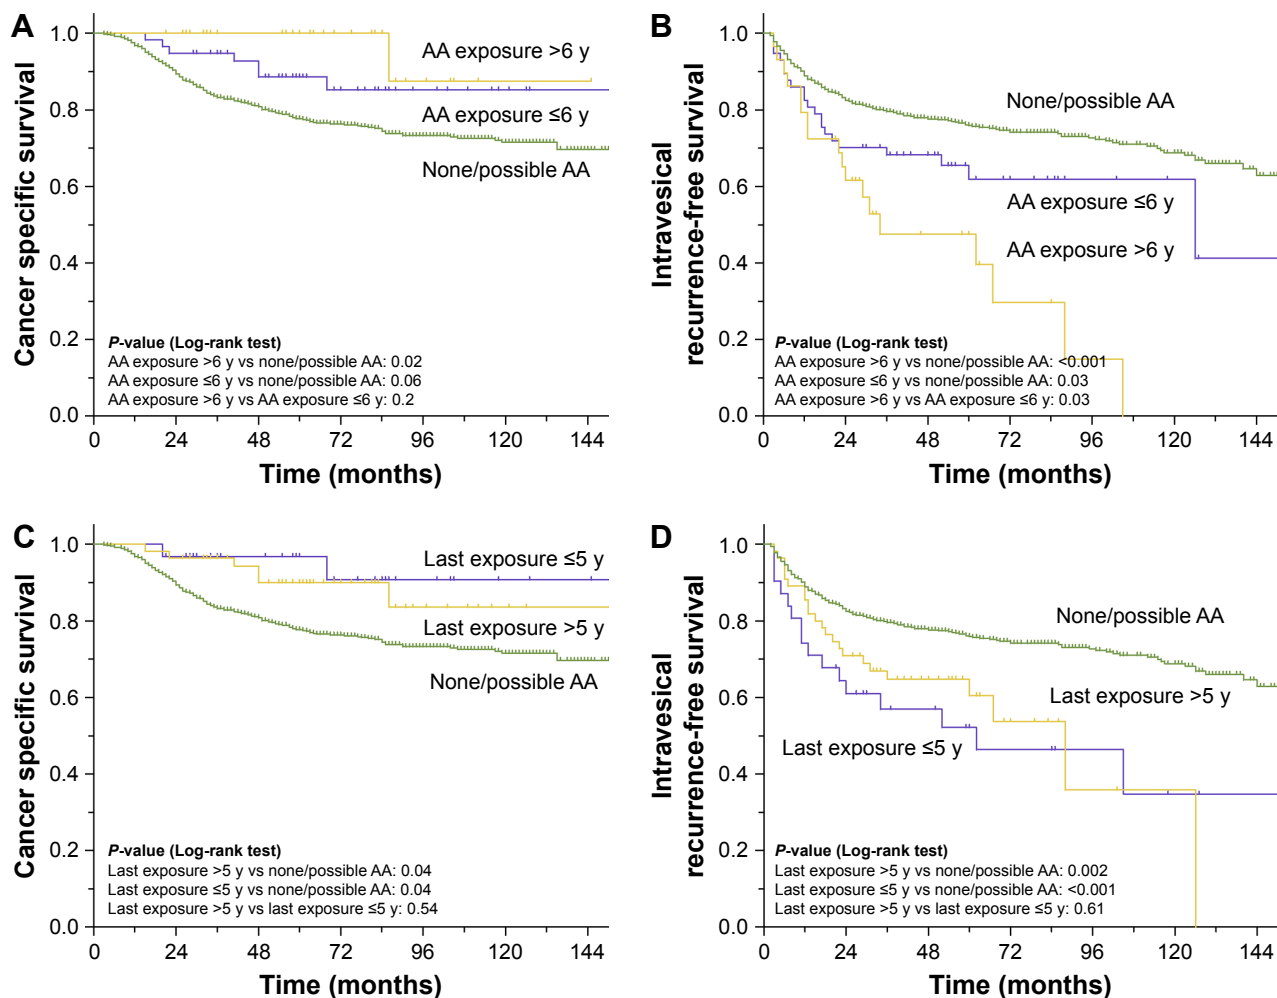 A
Cancer specific survival
1.0
0.8
0.6
0.4
0.2
0.0
AA exposure >6 y
AA exposure ≤6 y
None/possible AA
P-value (Log-rank test)
AA exposure >6 y vs none/possible AA: 0.02
AA exposure ≤6 y vs none/possible AA: 0.06
AA exposure >6 y vs AA exposure ≤6 y: 0.2
0 24 48 72 96 120 144
Time (months)
B
Intravesical
recurrence-free survival
1.0
0.8
0.6
0.4
0.2
0.0
None/possible AA
AA exposure ≤6 y
AA exposure >6 y
P-value (Log-rank test)
AA exposure >6 y vs none/possible AA: <0.001
AA exposure ≤6 y vs none/possible AA: 0.03
AA exposure >6 y vs AA exposure ≤6 y: 0.03
0 24 48 72 96 120 144
Time (months)
C
Cancer specific survival
1.0
0.8
0.6
0.4
0.2
0.0
Last exposure ≤5 y
Last exposure >5 y
None/possible AA
P-value (Log-rank test)
Last exposure >5 y vs none/possible AA: 0.04
Last exposure ≤5 y vs none/possible AA: 0.04
Last exposure >5 y vs last exposure ≤5 y: 0.54
0 24 48 72 96 120 144
Time (months)
D
Intravesical
recurrence-free survival
1.0
0.8
0.6
0.4
0.2
0.0
None/possible AA
Last exposure >5 y
Last exposure ≤5 y
P-value (Log-rank test)
Last exposure >5 y vs none/possible AA: 0.002
Last exposure ≤5 y vs none/possible AA: <0.001
Last exposure >5 y vs last exposure ≤5 y: 0.61
0 24 48 72 96 120 144
Time (months)